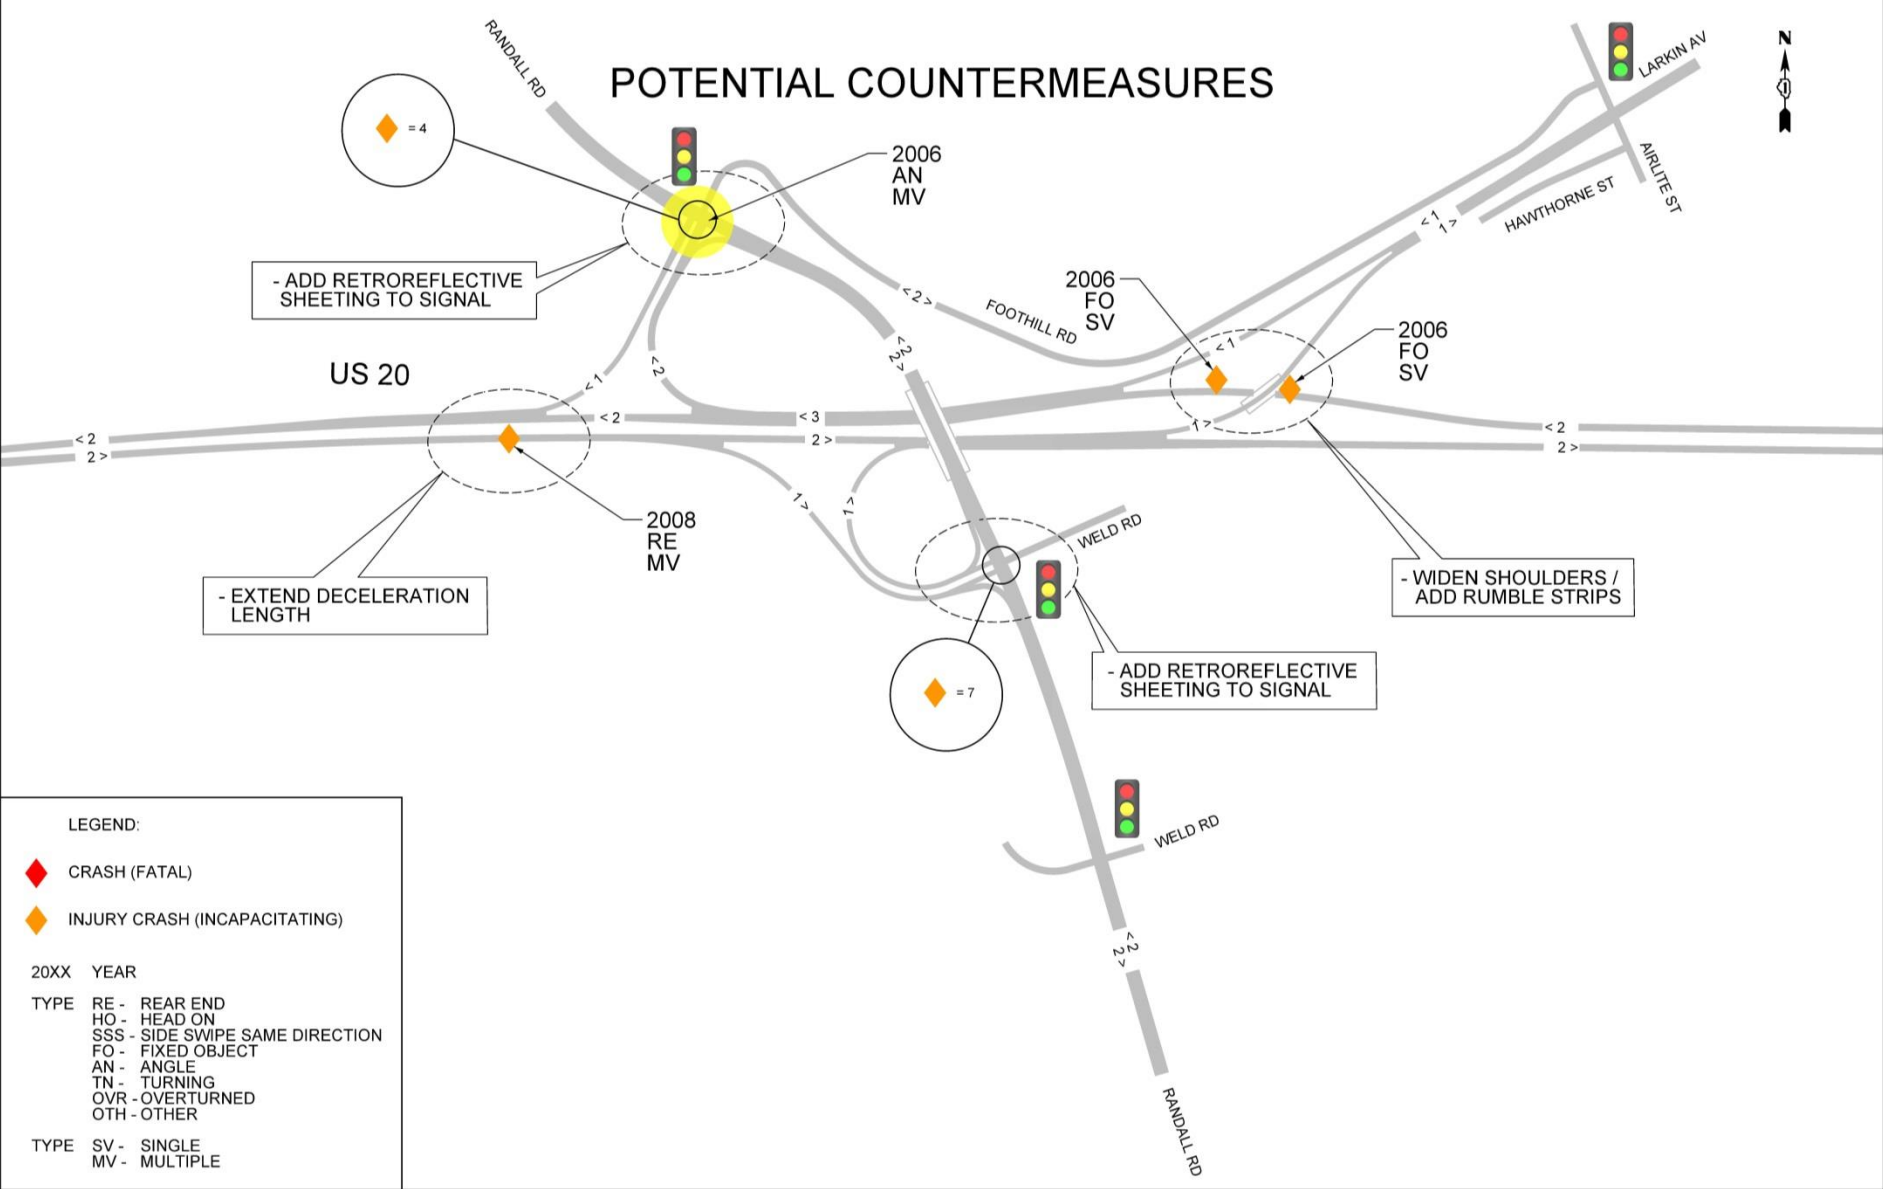 POTENTIAL COUNTERMEASURES
RANDALL RD
= 4
2006
AN
MV
- ADD RETROREFLECTIVE
SHEETING TO SIGNAL
N
LARKIN AV
AIRLITE ST
HAWTHORNE ST
< 1
1 >
< 2 >
FOOTHILL RD
2006
FO
SV
2006
FO
SV
< 1
1 >
US 20
< 1
< 2
< 2
2 >
< 2
2 >
< 2
< 3
2 >
< 2
2 >
1 >
1 >
2008
RE
MV
- EXTEND DECELERATION
LENGTH
WELD RD
- WIDEN SHOULDERS /
ADD RUMBLE STRIPS
- ADD RETROREFLECTIVE
SHEETING TO SIGNAL
= 7
WELD RD
< 2
2 >
RANDALL RD
LEGEND:
CRASH (FATAL)
INJURY CRASH (INCAPACITATING)
20XX YEAR
TYPE RE - REAR END
HO - HEAD ON
SSS - SIDE SWIPE SAME DIRECTION
FO - FIXED OBJECT
AN - ANGLE
TN - TURNING
OVR - OVERTURNED
OTH - OTHER
TYPE SV - SINGLE
MV - MULTIPLE